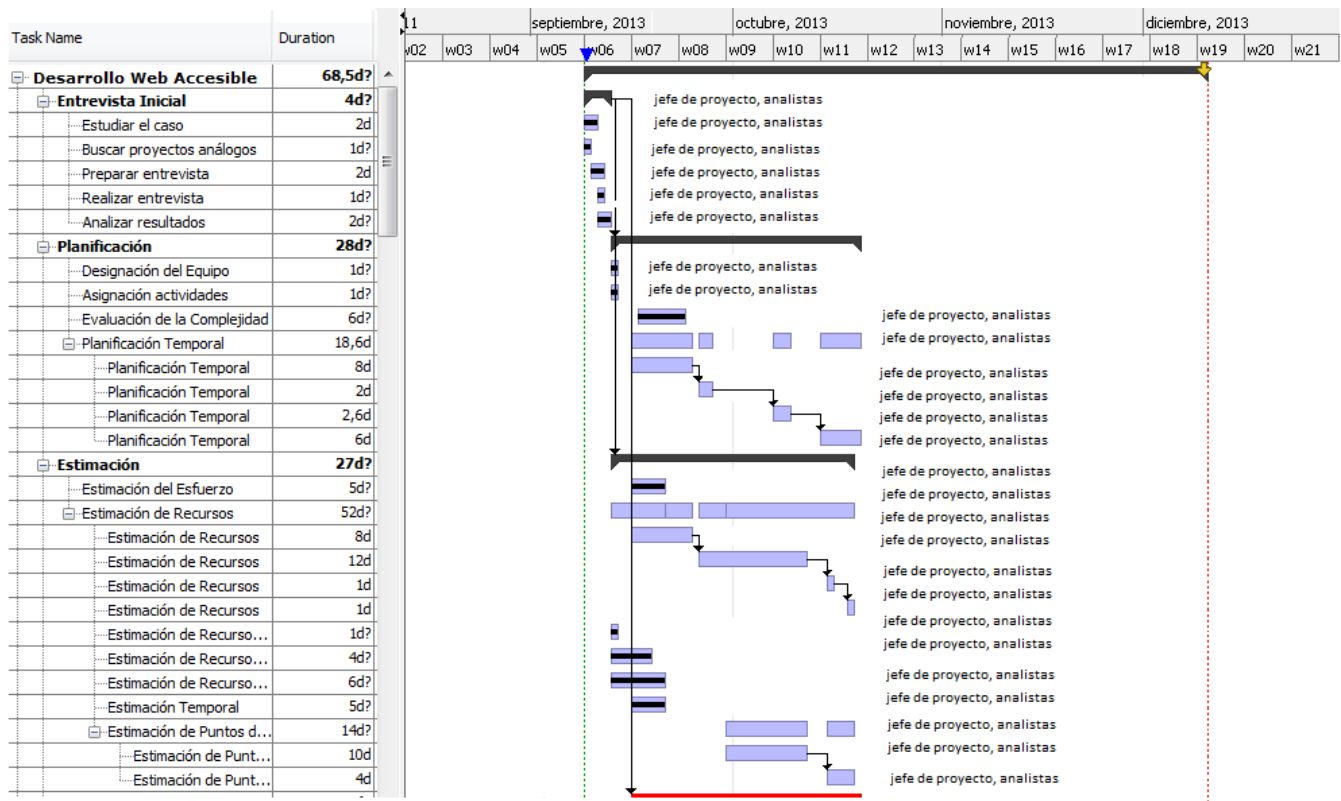 Task Name Duration 11 septiembre, 2013 octubre, 2013 noviembre, 2013 diciembre, 2013
w02 w03 w04 w05 w06 w07 w08 w09 w10 w11 w12 w13 w14 w15 w16 w17 w18 w19 w20 w21
Desarrollo Web Accesible 68,5d?
Entrevista Inicial 4d? jefe de proyecto, analistas
Estudiar el caso 2d jefe de proyecto, analistas
Buscar proyectos análogos 1d? jefe de proyecto, analistas
Preparar entrevista 2d jefe de proyecto, analistas
Realizar entrevista 1d? jefe de proyecto, analistas
Analizar resultados 2d? jefe de proyecto, analistas
Planificación 28d?
Designación del Equipo 1d? jefe de proyecto, analistas
Asignación actividades 1d? jefe de proyecto, analistas
Evaluación de la Complejidad 6d? jefe de proyecto, analistas
Planificación Temporal 18,6d jefe de proyecto, analistas
Planificación Temporal 8d jefe de proyecto, analistas
Planificación Temporal 2d jefe de proyecto, analistas
Planificación Temporal 2,6d jefe de proyecto, analistas
Planificación Temporal 6d jefe de proyecto, analistas
Estimación 27d? jefe de proyecto, analistas
Estimación del Esfuerzo 5d? jefe de proyecto, analistas
Estimación de Recursos 52d? jefe de proyecto, analistas
Estimación de Recursos 8d jefe de proyecto, analistas
Estimación de Recursos 12d jefe de proyecto, analistas
Estimación de Recursos 1d jefe de proyecto, analistas
Estimación de Recursos 1d jefe de proyecto, analistas
Estimación de Recurso... 1d? jefe de proyecto, analistas
Estimación de Recurso... 4d?
Estimación de Recurso... 6d? jefe de proyecto, analistas
Estimación Temporal 5d? jefe de proyecto, analistas
Estimación de Puntos d... 14d? jefe de proyecto, analistas
Estimación de Punt... 10d jefe de proyecto, analistas
Estimación de Punt... 4d jefe de proyecto, analistas